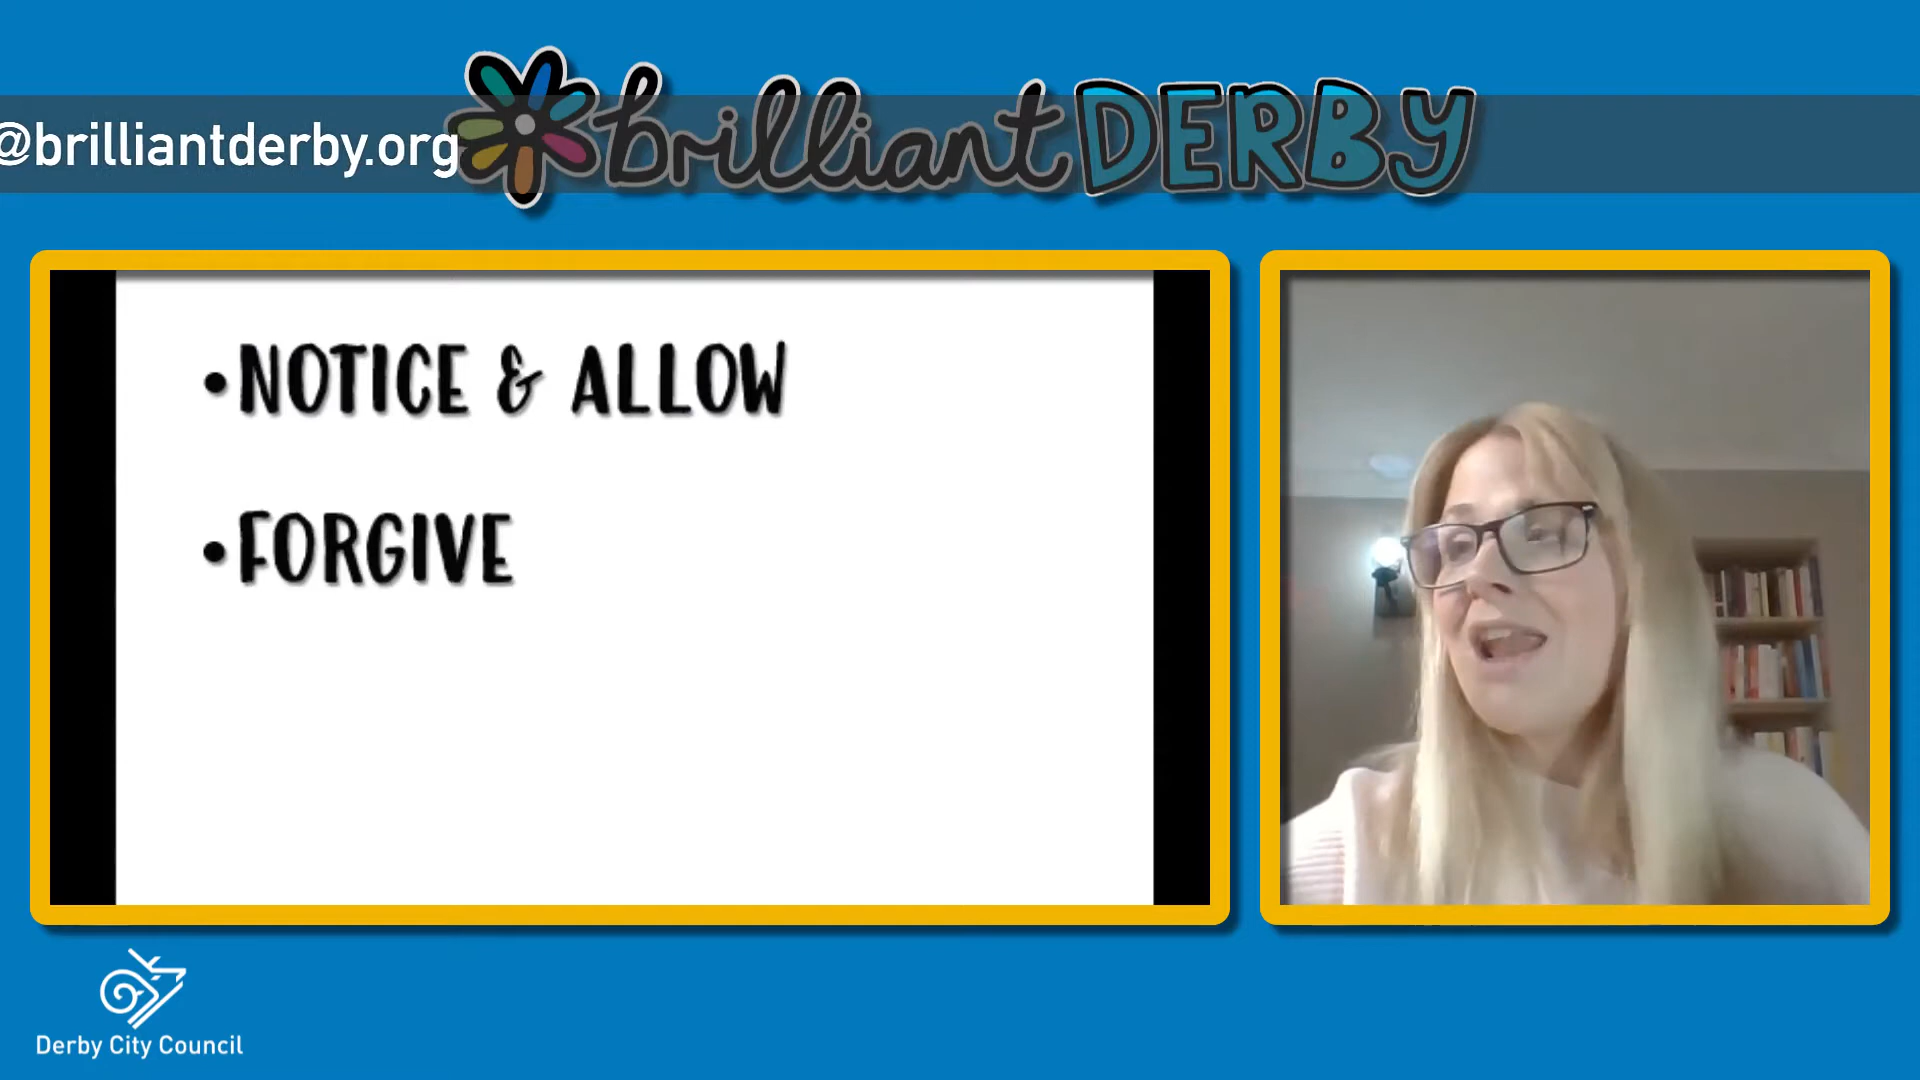 brilliant DERBY
@brilliantderby.org
• NOTICE & ALLOW
• FORGIVE
Derby City Council